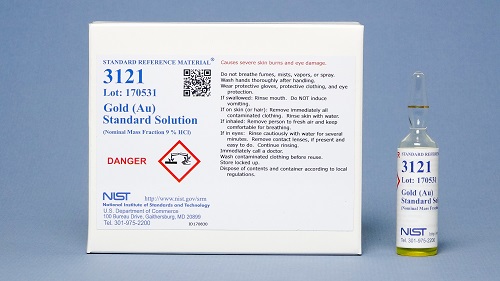 STANDARD REFERENCE MATERIAL®
3121
Lot: 170531
Gold (Au)
Standard Solution
(Nominal Mass Fraction 9 % HCl)
DANGER
NIST http://www.nist.gov/srm
National Institute of Standards and Technology
U.S. Department of Commerce
100 Bureau Drive, Gaithersburg, MD 20899
Tel. 301-975-2200
Causes severe skin burns and eye damage.
Do not breathe fumes, mists, vapors, or spray.
Wash hands thoroughly after handling.
Wear protective gloves, protective clothing, and eye
protection.
If swallowed: Rinse mouth. Do NOT induce
vomiting.
If on skin (or hair): Remove immediately all
contaminated clothing. Rinse skin with water.
If inhaled: Remove person to fresh air and keep
comfortable for breathing.
If in eyes: Rinse cautiously with water for several
minutes. Remove contact lenses, if present and
easy to do. Continue rinsing.
Immediately call a doctor.
Wash contaminated clothing before reuse.
Store locked up.
Dispose of contents and container according to local
regulations.
STANDARD REFERENCE
3121
Lot: 170531
Gold (Au)
Standard Solu
(Nominal Mass Fraction
NIST
Tel. 301-975-2200